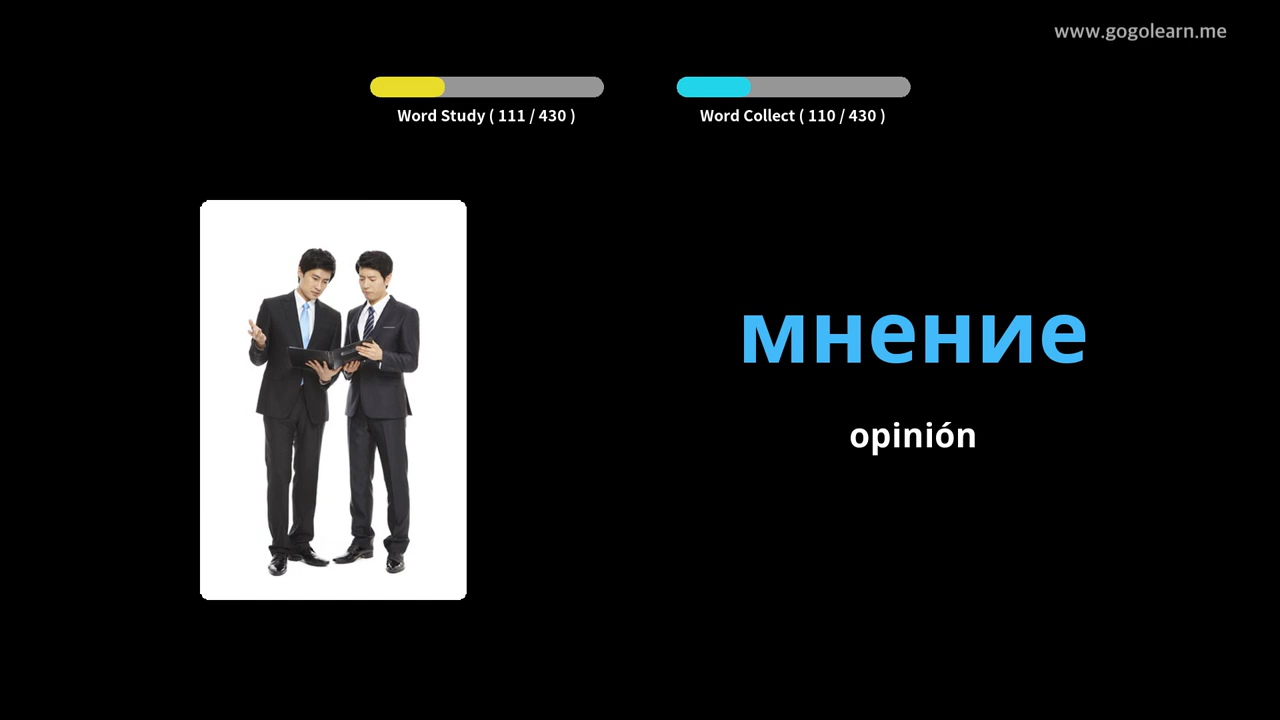 www.gogolearn.me
Word Study ( 111 / 430 )
Word Collect ( 110 / 430 )
мнение
opinión